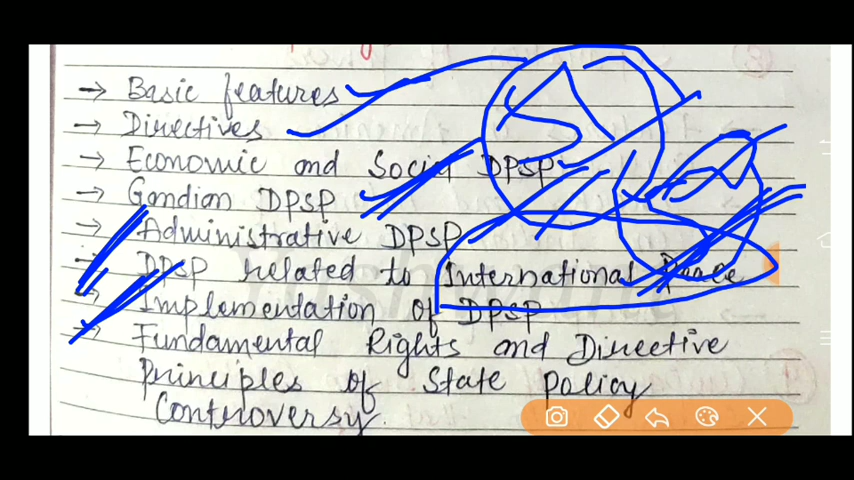 → Basic features
→ Directives
→ Economic and Social DPSP
→ Gandian DPSP
→ Administrative DPSP
→ DPSP related to International Peace
→ Implementation of DPSP
→ Fundamental Rights and Directive
Principles of State Policy
Controversy.